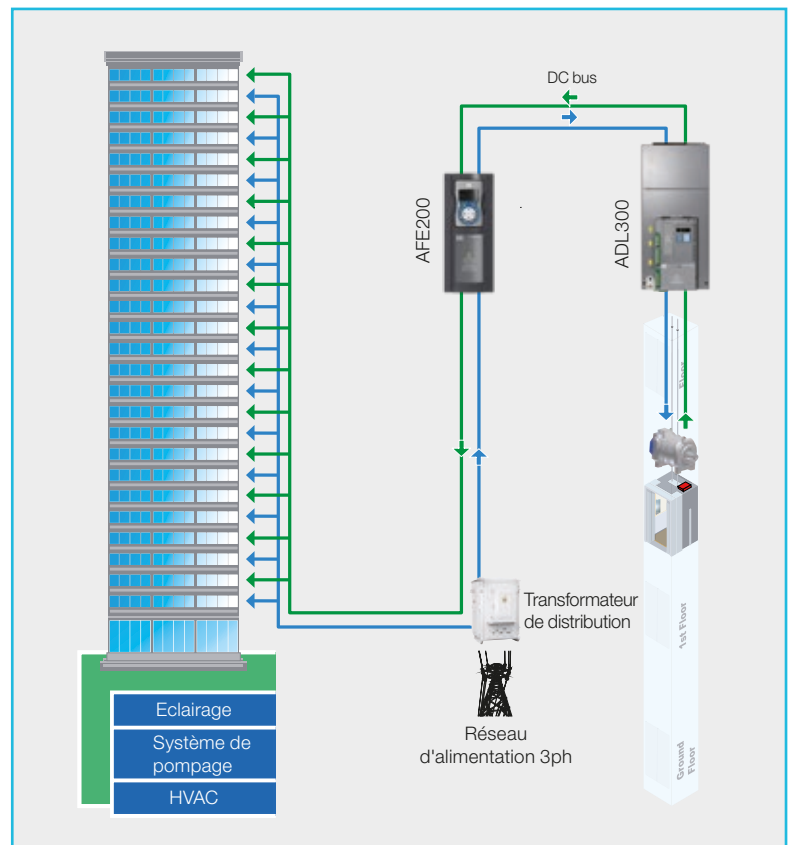 DC bus
AFE200
ADL300
Floor
Transformateur
de distribution
1st Floor
Réseau
d'alimentation 3ph
Ground
Floor
Eclairage
Système de
pompage
HVAC